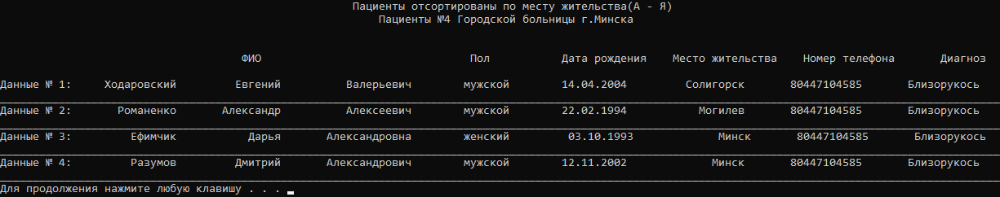 Пациенты отсортированы по месту жительства(А - Я)
Пациенты №4 Городской больницы г.Минска
ФИО Пол Дата рождения Место жительства Номер телефона Диагноз
Данные № 1: Ходаровский Евгений Валерьевич мужской 14.04.2004 Солигорск 80447104585 Близорукось
Данные № 2: Романенко Александр Алексеевич мужской 22.02.1994 Могилев 80447104585 Близорукось
Данные № 3: Ефимчик Дарья Александровна женский 03.10.1993 Минск 80447104585 Близорукось
Данные № 4: Разумов Дмитрий Александрович мужской 12.11.2002 Минск 80447104585 Близорукось
Для продолжения нажмите любую клавишу . . .